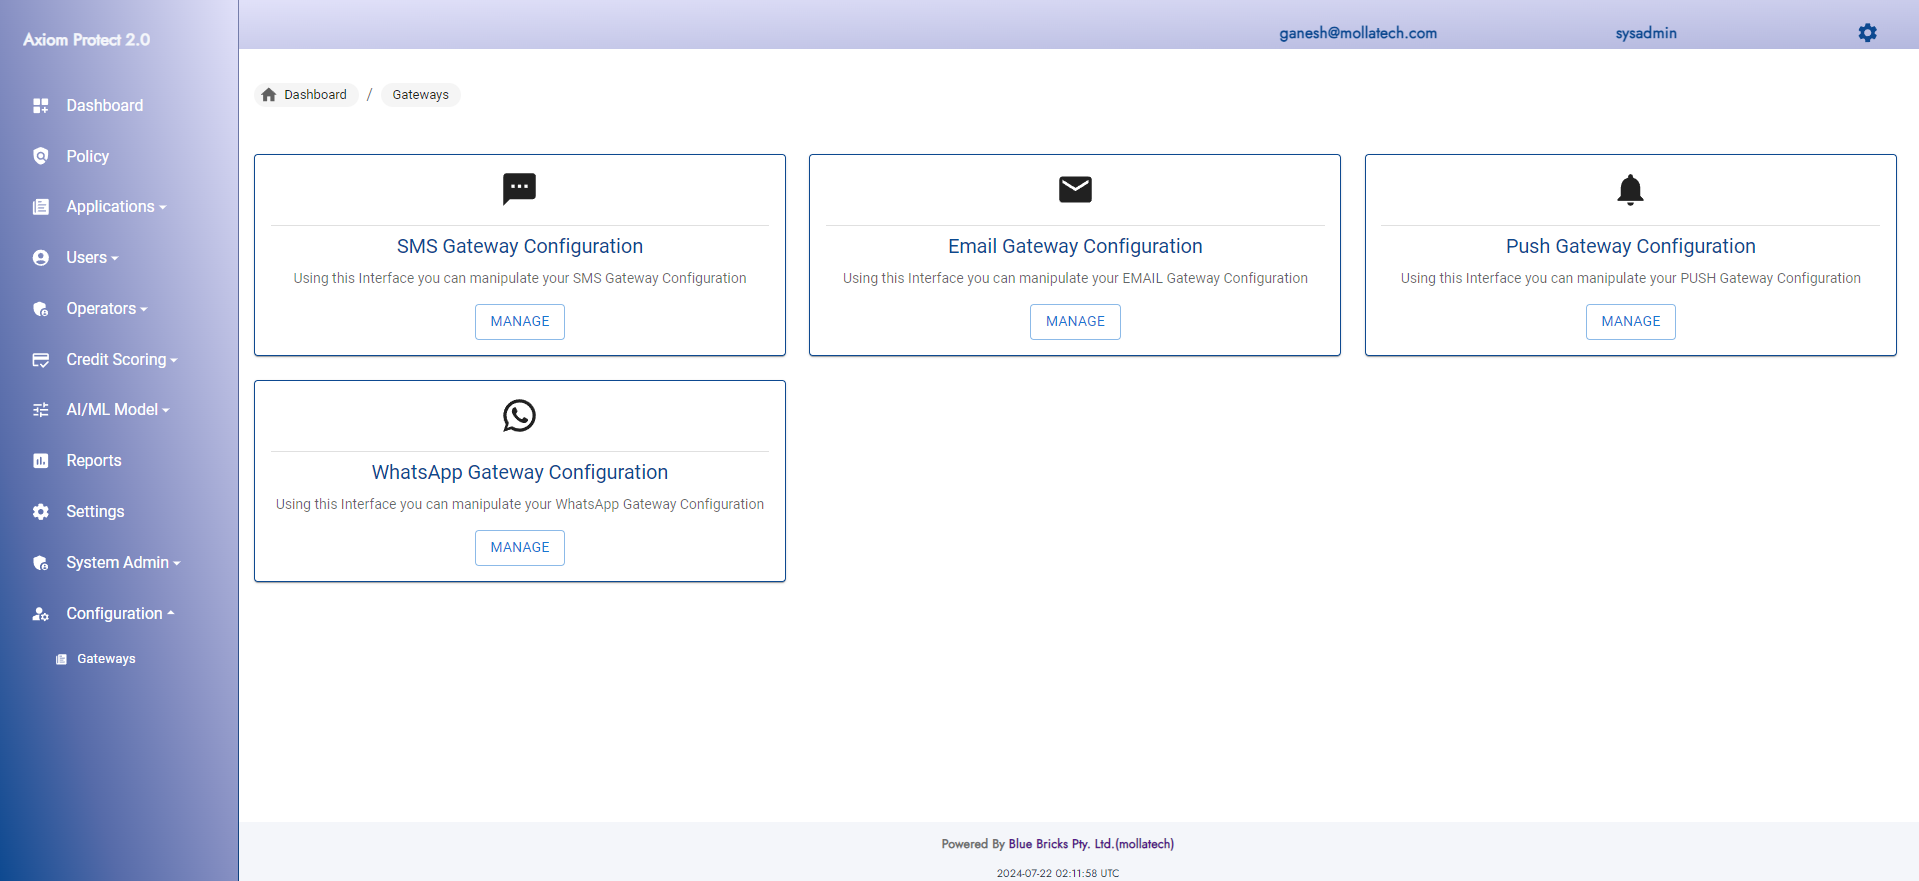 Axiom Protect 2.0
ganesh@mollatech.com
sysadmin
Dashboard
Policy
Applications
Users
Operators
Credit Scoring
AI/ML Model
Reports
Settings
System Admin
Configuration
Gateways
Dashboard / Gateways
SMS Gateway Configuration
Using this Interface you can manipulate your SMS Gateway Configuration
MANAGE
Email Gateway Configuration
Using this Interface you can manipulate your EMAIL Gateway Configuration
MANAGE
Push Gateway Configuration
Using this Interface you can manipulate your PUSH Gateway Configuration
MANAGE
WhatsApp Gateway Configuration
Using this Interface you can manipulate your WhatsApp Gateway Configuration
MANAGE
Powered By Blue Bricks Pty. Ltd.(mollatech)
2024-07-22 02:11:58 UTC